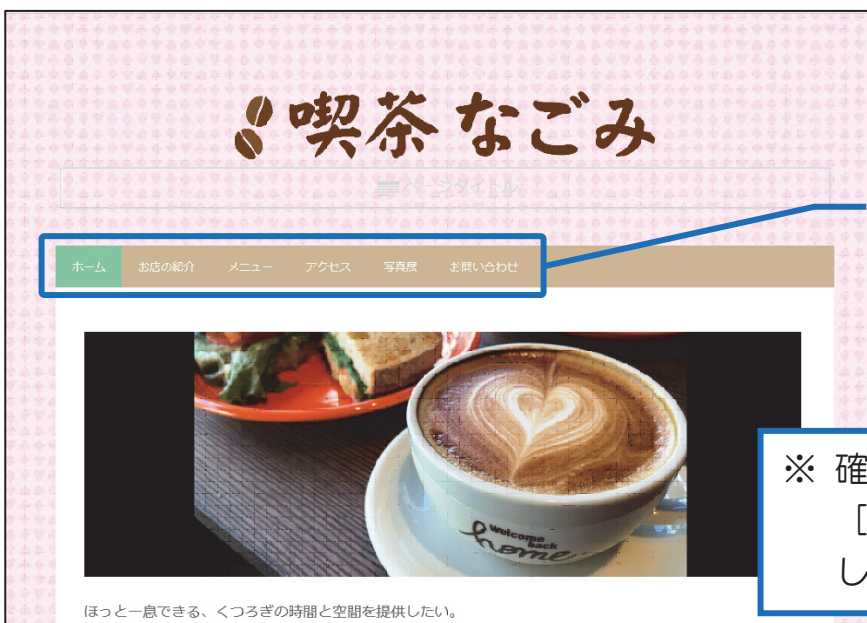 喫茶 なごみ
ページタイトル
ホーム お店の紹介 メニュー アクセス 写真展 お問い合わせ
Welcome
back
home
※ 確
「
し
ほっと一息できる、くつろぎの時間と空間を提供したい。